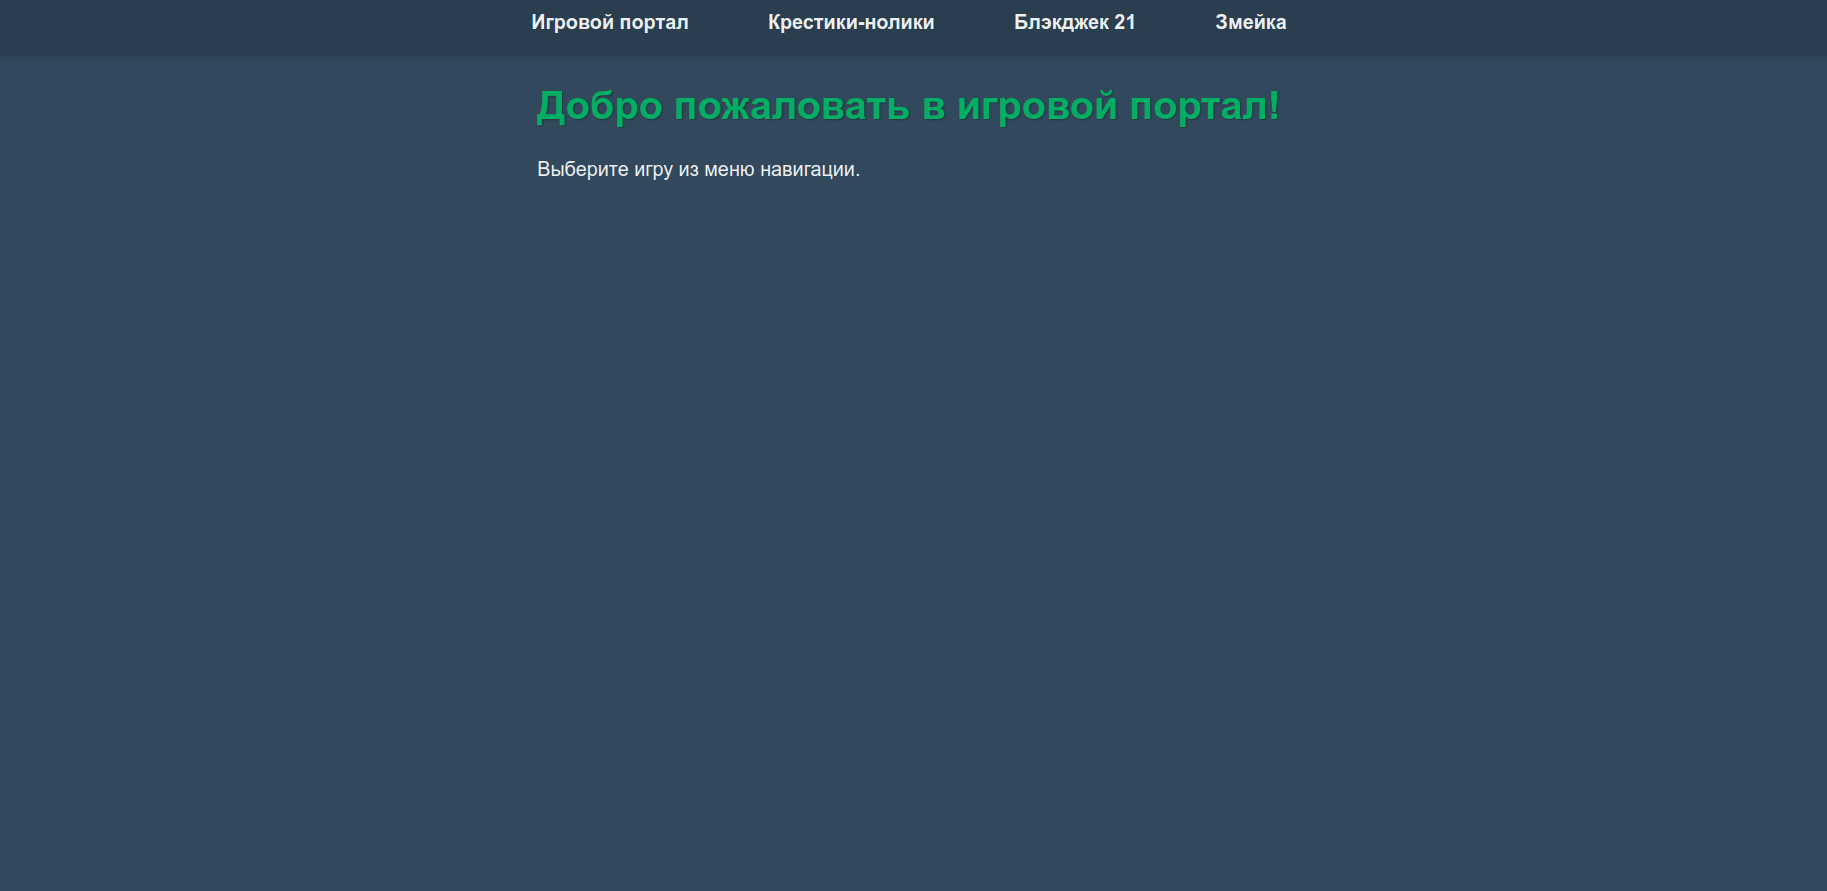 Игровой портал Крестики-нолики Блэкджек 21 Змейка
Добро пожаловать в игровой портал!
Выберите игру из меню навигации.